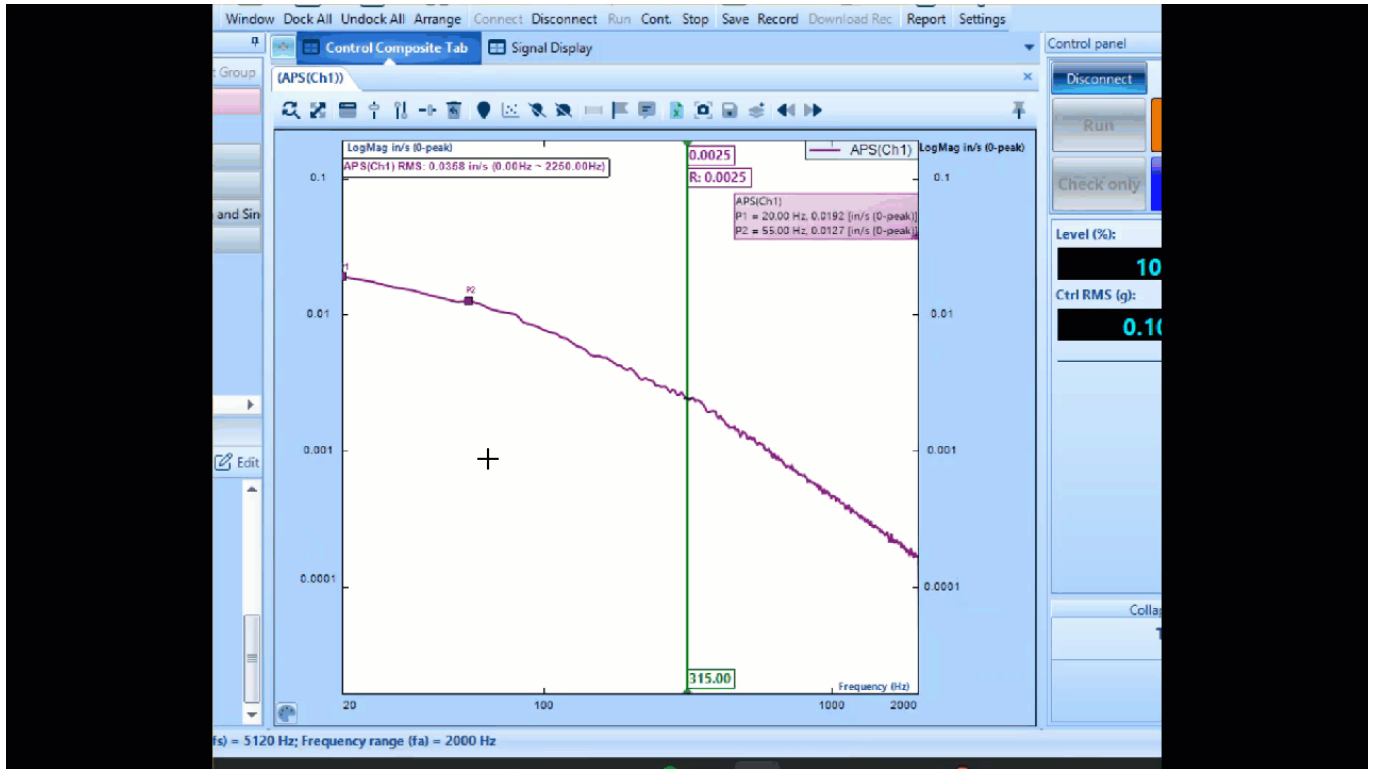 Window Dock All Undock All Arrange Connect Disconnect Run Cont. Stop Save Record Download Rec Report Settings
Group
Control Composite Tab
Signal Display
Control panel
(APS(Ch1))
Disconnect
Run
Check only
and Sin
Edit
LogMag in/s (0-peak)
APS(Ch1) RMS: 0.0358 in/s (0.00Hz ~ 2250.00Hz)
0.0025
R: 0.0025
APS(Ch1)
LogMag in/s (0-peak)
APS(Ch1)
P1 = 20.00 Hz, 0.0192 [in/s (0-peak)]
P2 = 55.00 Hz, 0.0127 [in/s (0-peak)]
0.1
0.1
P2
0.01
0.01
0.001
0.001
0.0001
0.0001
315.00
Frequency (Hz)
20
100
1000
2000
Level (%):
10
Ctrl RMS (g):
0.10
Colla
fs) = 5120 Hz; Frequency range (fa) = 2000 Hz